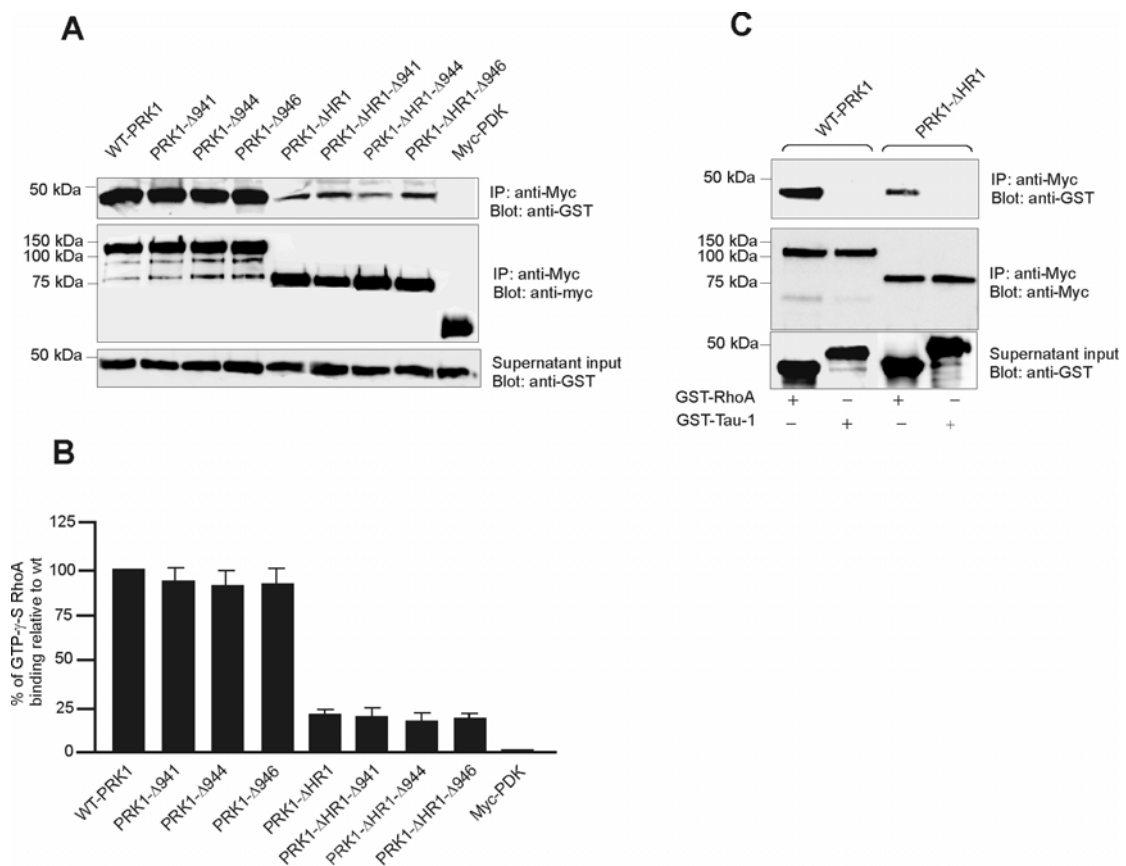 A
WT-PRK1
PRK1-Δ941
PRK1-Δ944
PRK1-Δ946
PRK1-ΔHR1
PRK1-ΔHR1-Δ941
PRK1-ΔHR1-Δ944
PRK1-ΔHR1-Δ946
Myc-PDK
50 kDa
IP: anti-Myc
Blot: anti-GST
150 kDa
100 kDa
75 kDa
IP: anti-Myc
Blot: anti-myc
50 kDa
Supernatant input
Blot: anti-GST
C
WT-PRK1
PRK1-ΔHR1
50 kDa
IP: anti-Myc
Blot: anti-GST
150 kDa
100 kDa
75 kDa
IP: anti-Myc
Blot: anti-Myc
50 kDa
Supernatant input
Blot: anti-GST
GST-RhoA + – + –
GST-Tau-1 – + – +
B
% of GTP-γ-S RhoA
binding relative to wt
125
100
75
50
25
0
WT-PRK1
PRK1-Δ941
PRK1-Δ944
PRK1-Δ946
PRK1-ΔHR1
PRK1-ΔHR1-Δ941
PRK1-ΔHR1-Δ944
PRK1-ΔHR1-Δ946
Myc-PDK